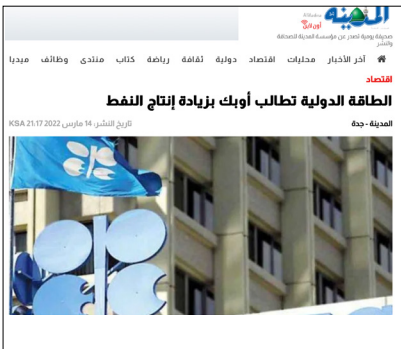 المدينة
أون لاين
صحيفة يومية تصدر عن مؤسسة المدينة للصحافة
والنشر
آخر الأخبار محليات اقتصاد دولية ثقافة رياضة كتاب منتدى وظائف ميديا
اقتصاد
الطاقة الدولية تطالب أوبك بزيادة إنتاج النفط
المدينة - جدة
تاريخ النشر: 14 مارس 2022 21:17 KSA